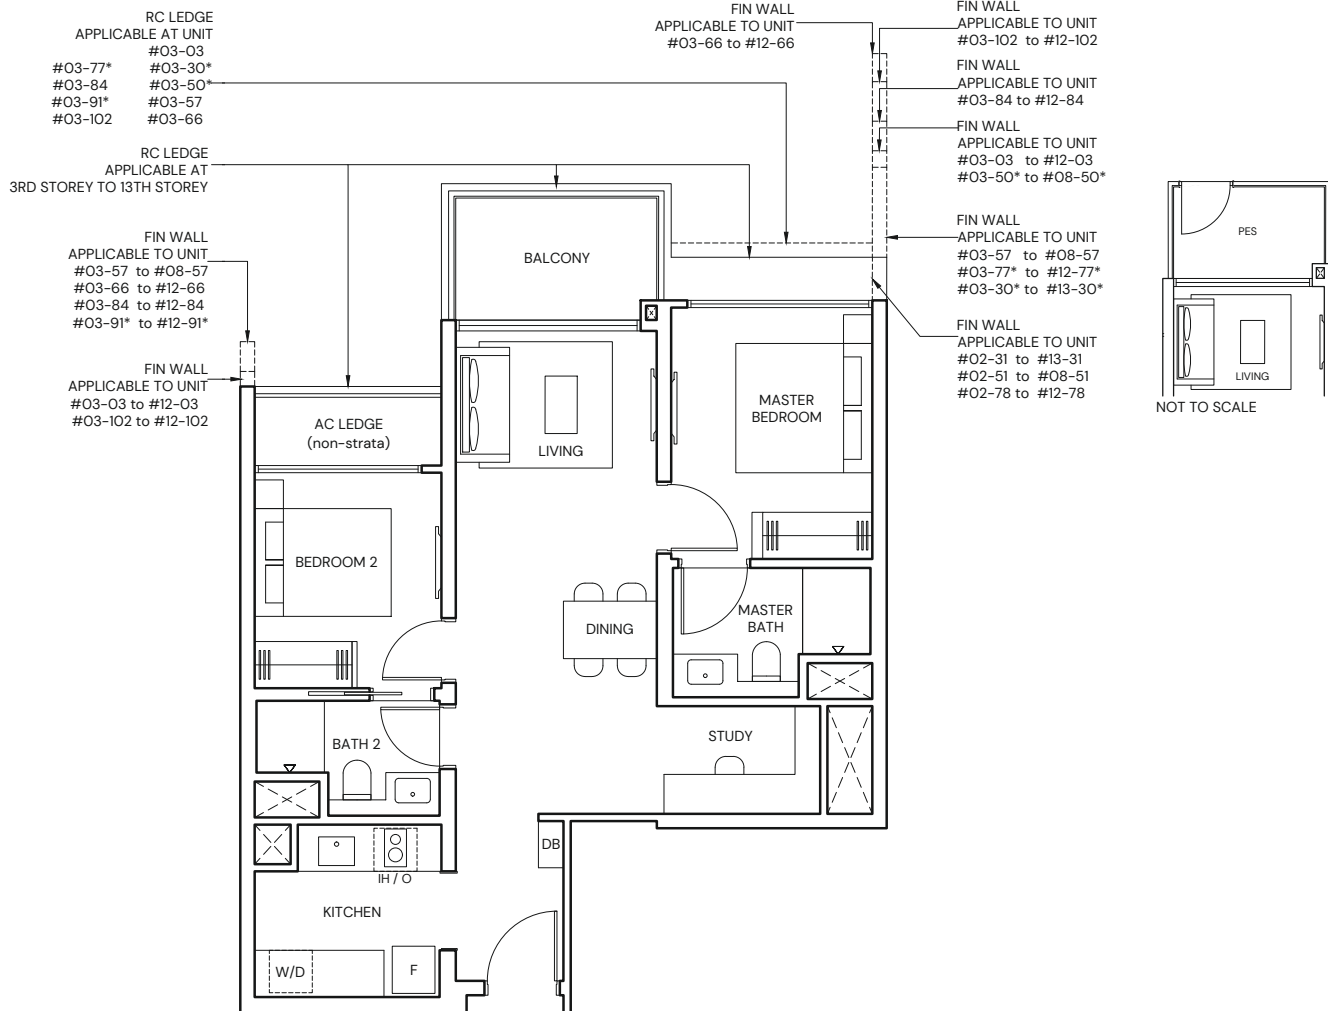 RC LEDGE
APPLICABLE AT UNIT
#03-03
#03-77* #03-30*
#03-84 #03-50*
#03-91* #03-57
#03-102 #03-66
RC LEDGE
APPLICABLE AT
3RD STOREY TO 13TH STOREY
FIN WALL
APPLICABLE TO UNIT
#03-57 to #08-57
#03-66 to #12-66
#03-84 to #12-84
#03-91* to #12-91*
FIN WALL
APPLICABLE TO UNIT
#03-03 to #12-03
#03-102 to #12-102
FIN WALL
APPLICABLE TO UNIT
#03-66 to #12-66
FIN WALL
APPLICABLE TO UNIT
#03-102 to #12-102
FIN WALL
APPLICABLE TO UNIT
#03-84 to #12-84
FIN WALL
APPLICABLE TO UNIT
#03-03 to #12-03
#03-50* to #08-50*
FIN WALL
APPLICABLE TO UNIT
#03-57 to #08-57
#03-77* to #12-77*
#03-30* to #13-30*
FIN WALL
APPLICABLE TO UNIT
#02-31 to #13-31
#02-51 to #08-51
#02-78 to #12-78
PES
LIVING
NOT TO SCALE
BALCONY
AC LEDGE
(non-strata)
LIVING
MASTER
BEDROOM
BEDROOM 2
DINING
MASTER
BATH
BATH 2
STUDY
DB
IH / O
KITCHEN
W/D
F